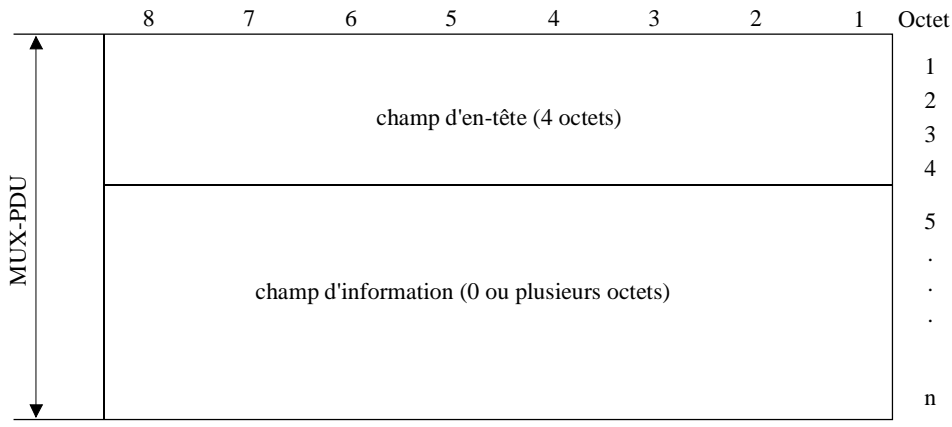 8 7 6 5 4 3 2 1 Octet
1
2
champ d'en-tête (4 octets)
3
4
MUX-PDU
5
.
champ d'information (0 ou plusieurs octets)
.
.
n